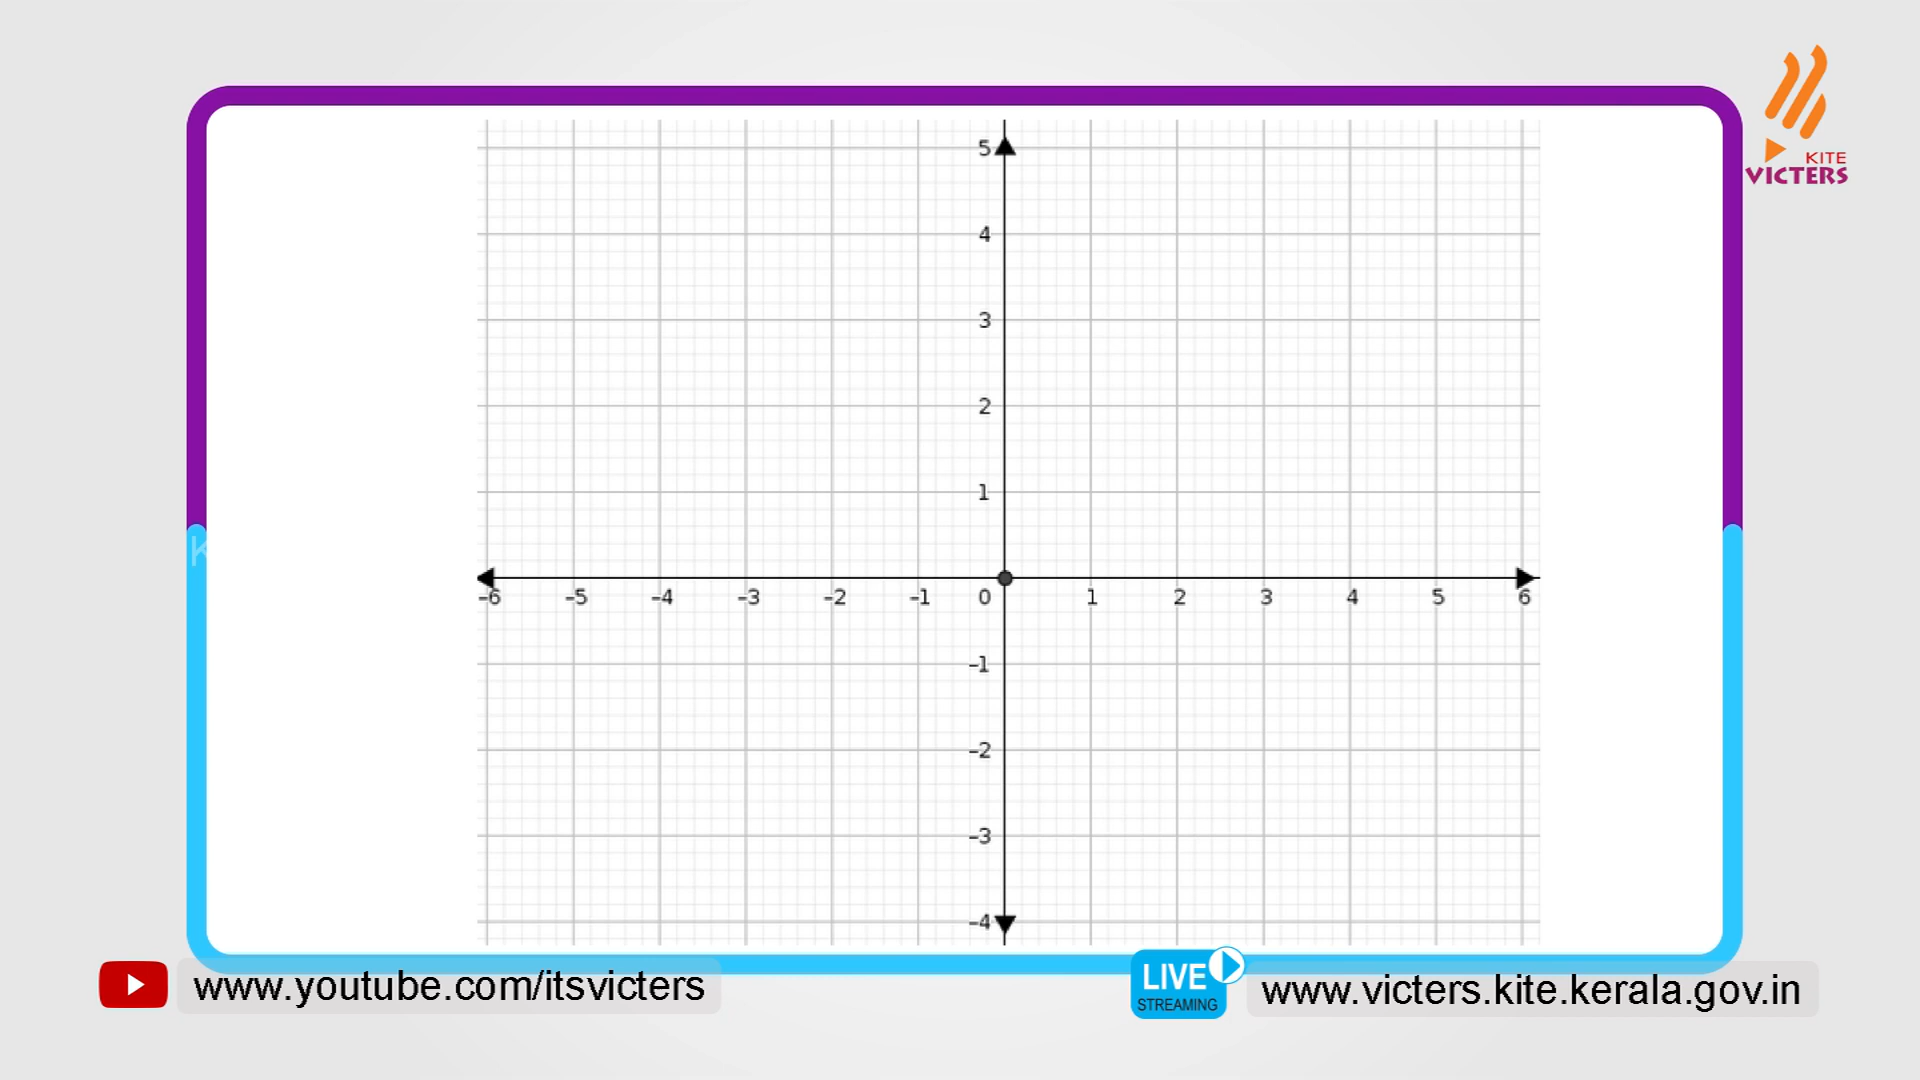 KITE
VICTERS
5
4
3
2
1
-6 -5 -4 -3 -2 -1 0 1 2 3 4 5 6
-1
-2
-3
-4
www.youtube.com/itsvicters
LIVE
STREAMING
www.victers.kite.kerala.gov.in